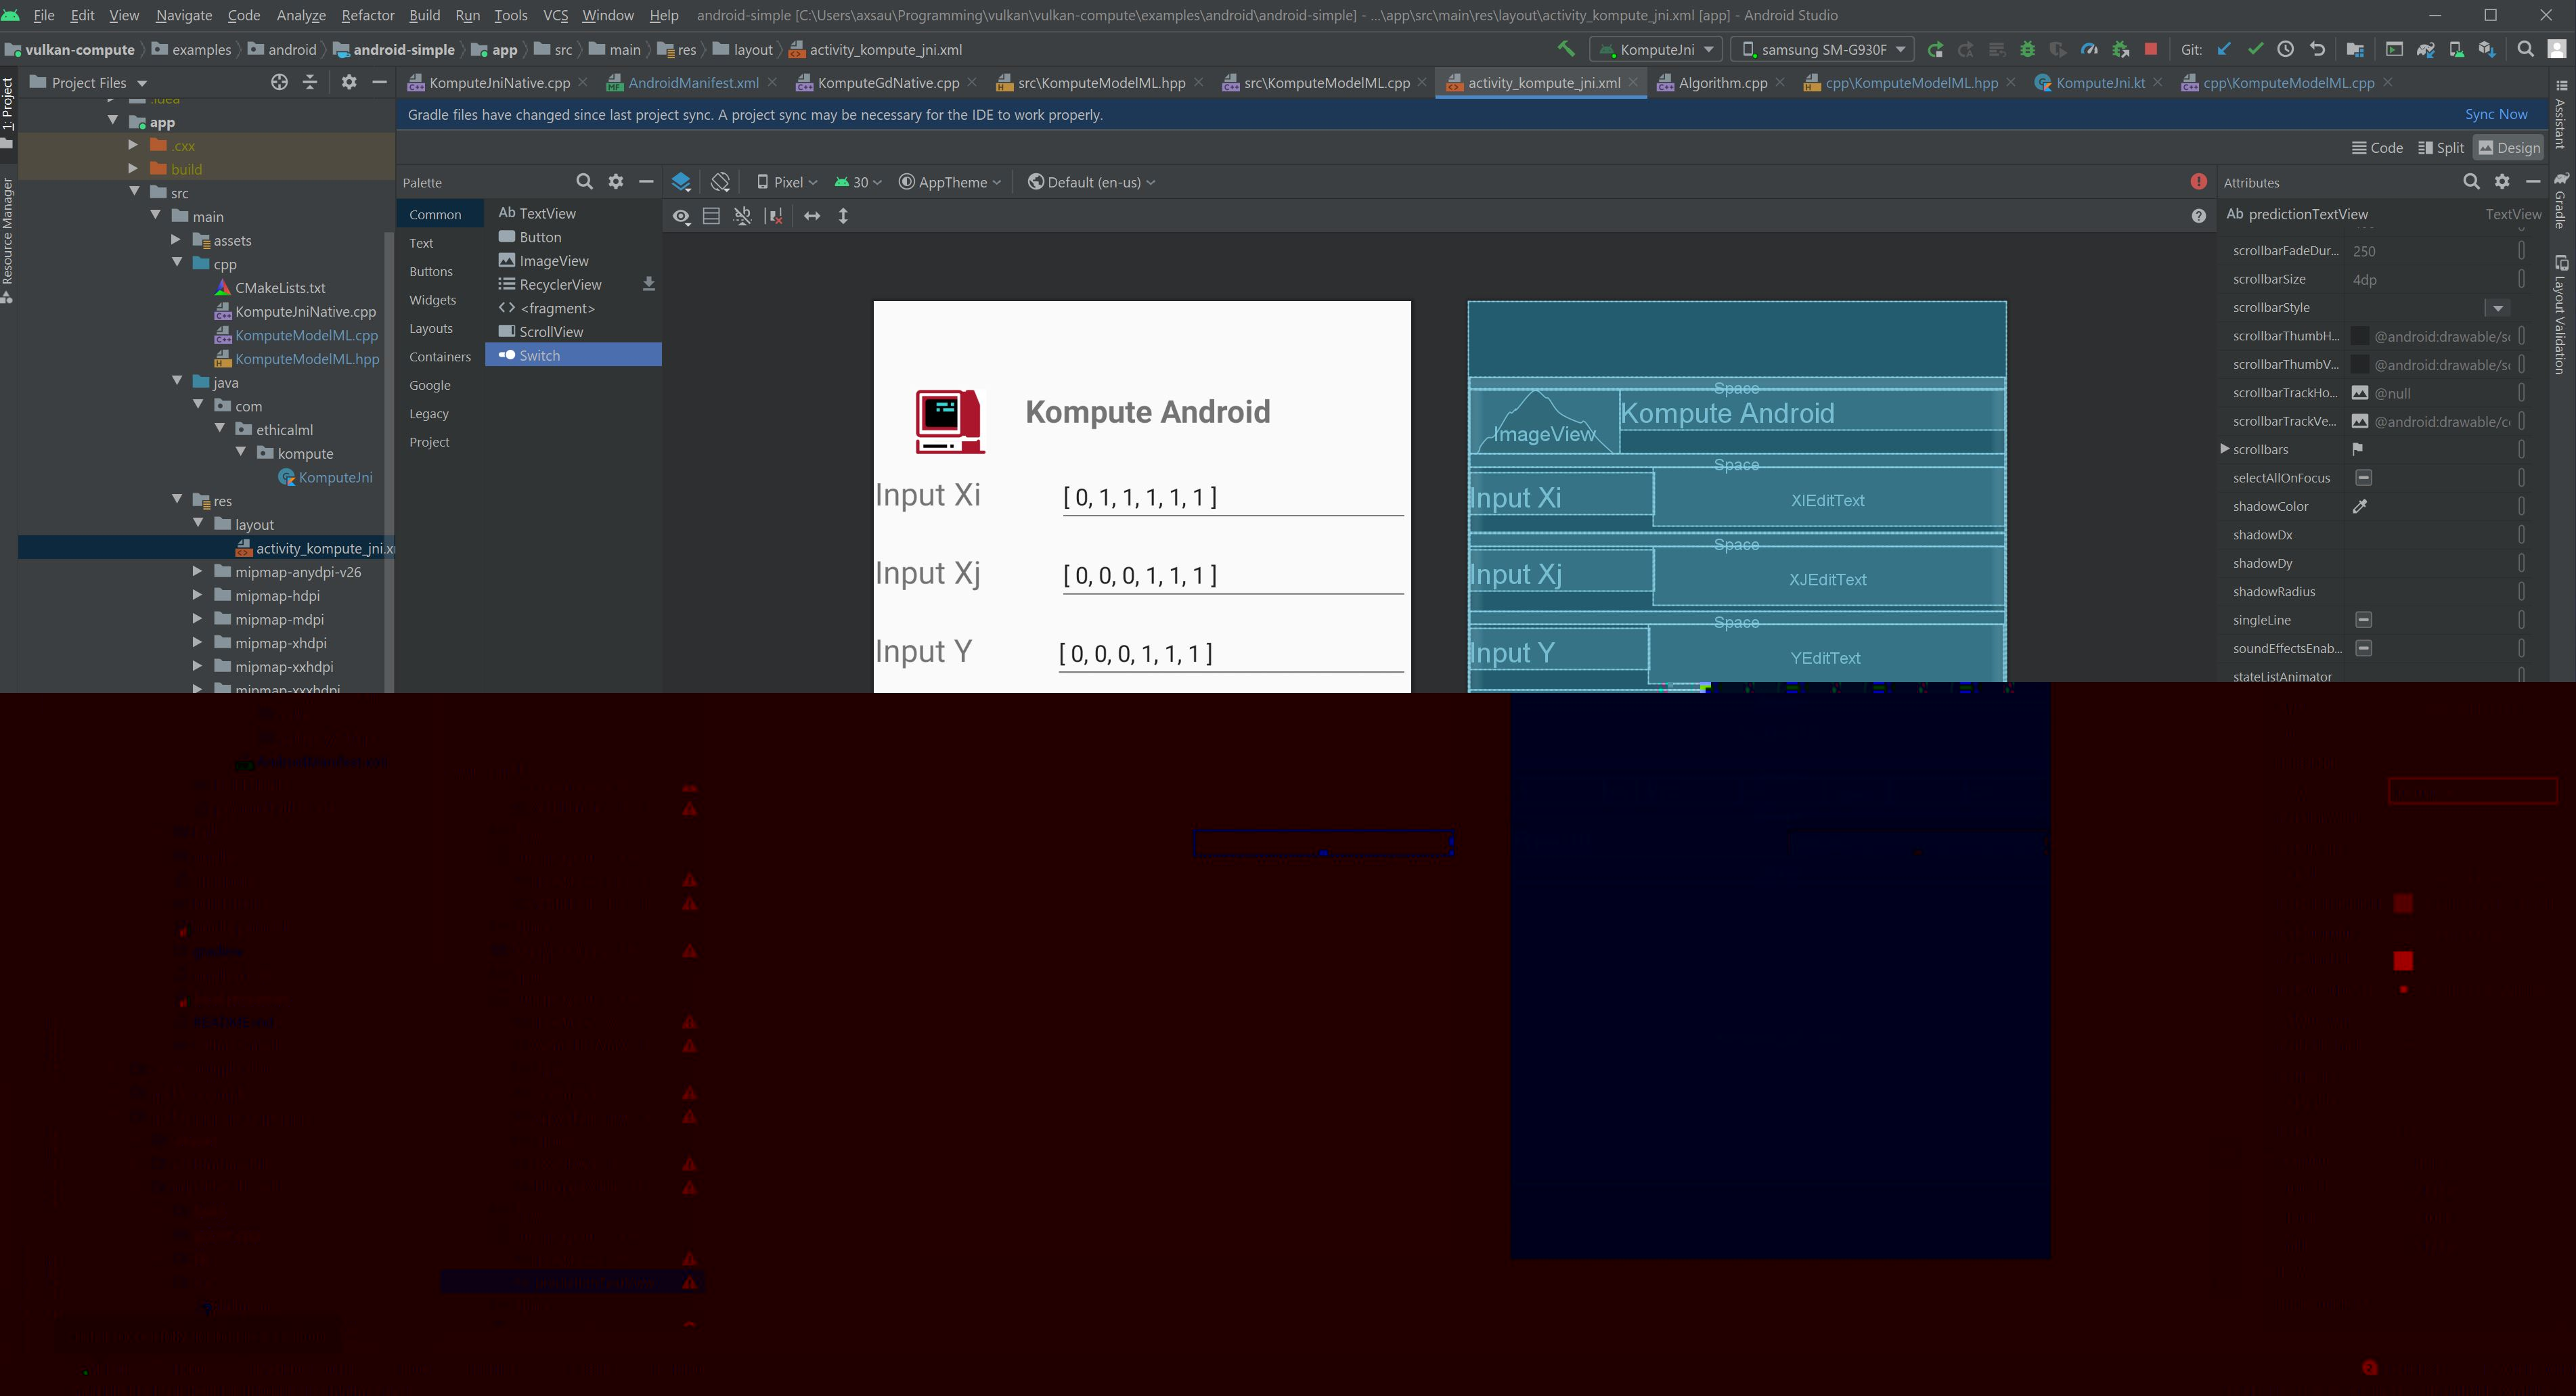 File Edit View Navigate Code Analyze Refactor Build Run Tools VCS Window Help android-simple [C:\Users\axsau\Programming\vulkan\vulkan-compute\examples\android\android-simple] - ...\app\src\main\res\layout\activity_kompute_jni.xml [app] - Android Studio
vulkan-compute examples android android-simple app src main res layout activity_kompute_jni.xml KomputeJni samsung SM-G930F Git:
1: Project
Resource Manager
Project Files
KomputeJniNative.cpp AndroidManifest.xml KomputeGdNative.cpp src\KomputeModelML.hpp src\KomputeModelML.cpp activity_kompute_jni.xml Algorithm.cpp cpp\KomputeModelML.hpp KomputeJni.kt cpp\KomputeModelML.cpp
.idea
app
.cxx
build
src
main
assets
cpp
CMakeLists.txt
KomputeJniNative.cpp
KomputeModelML.cpp
KomputeModelML.hpp
java
com
ethicalml
kompute
KomputeJni
res
layout
activity_kompute_jni.x
mipmap-anydpi-v26
mipmap-hdpi
mipmap-mdpi
mipmap-xhdpi
mipmap-xxhdpi
mipmap-xxxhdpi
Gradle files have changed since last project sync. A project sync may be necessary for the IDE to work properly. Sync Now
Code Split Design
Palette
Common
Text
Buttons
Widgets
Layouts
Containers
Google
Legacy
Project
Ab TextView
Button
ImageView
RecyclerView
<> <fragment>
ScrollView
Switch
Pixel 30 AppTheme Default (en-us)
Kompute Android
Input Xi [ 0, 1, 1, 1, 1, 1 ]
Input Xj [ 0, 0, 0, 1, 1, 1 ]
Input Y [ 0, 0, 0, 1, 1, 1 ]
Space
ImageView Kompute Android
Space
Input Xi XIEditText
Space
Input Xj XJEditText
Space
Input Y YEditText
Attributes
Ab predictionTextView TextView
scrollbarFadeDur... 250
scrollbarSize 4dp
scrollbarStyle
scrollbarThumbH... @android:drawable/s
scrollbarThumbV... @android:drawable/s
scrollbarTrackHo... @null
scrollbarTrackVe... @android:drawable/c
scrollbars
selectAllOnFocus
shadowColor
shadowDx
shadowDy
shadowRadius
singleLine
soundEffectsEnab...
stateListAnimator
Assistant
Gradle
Layout Validation